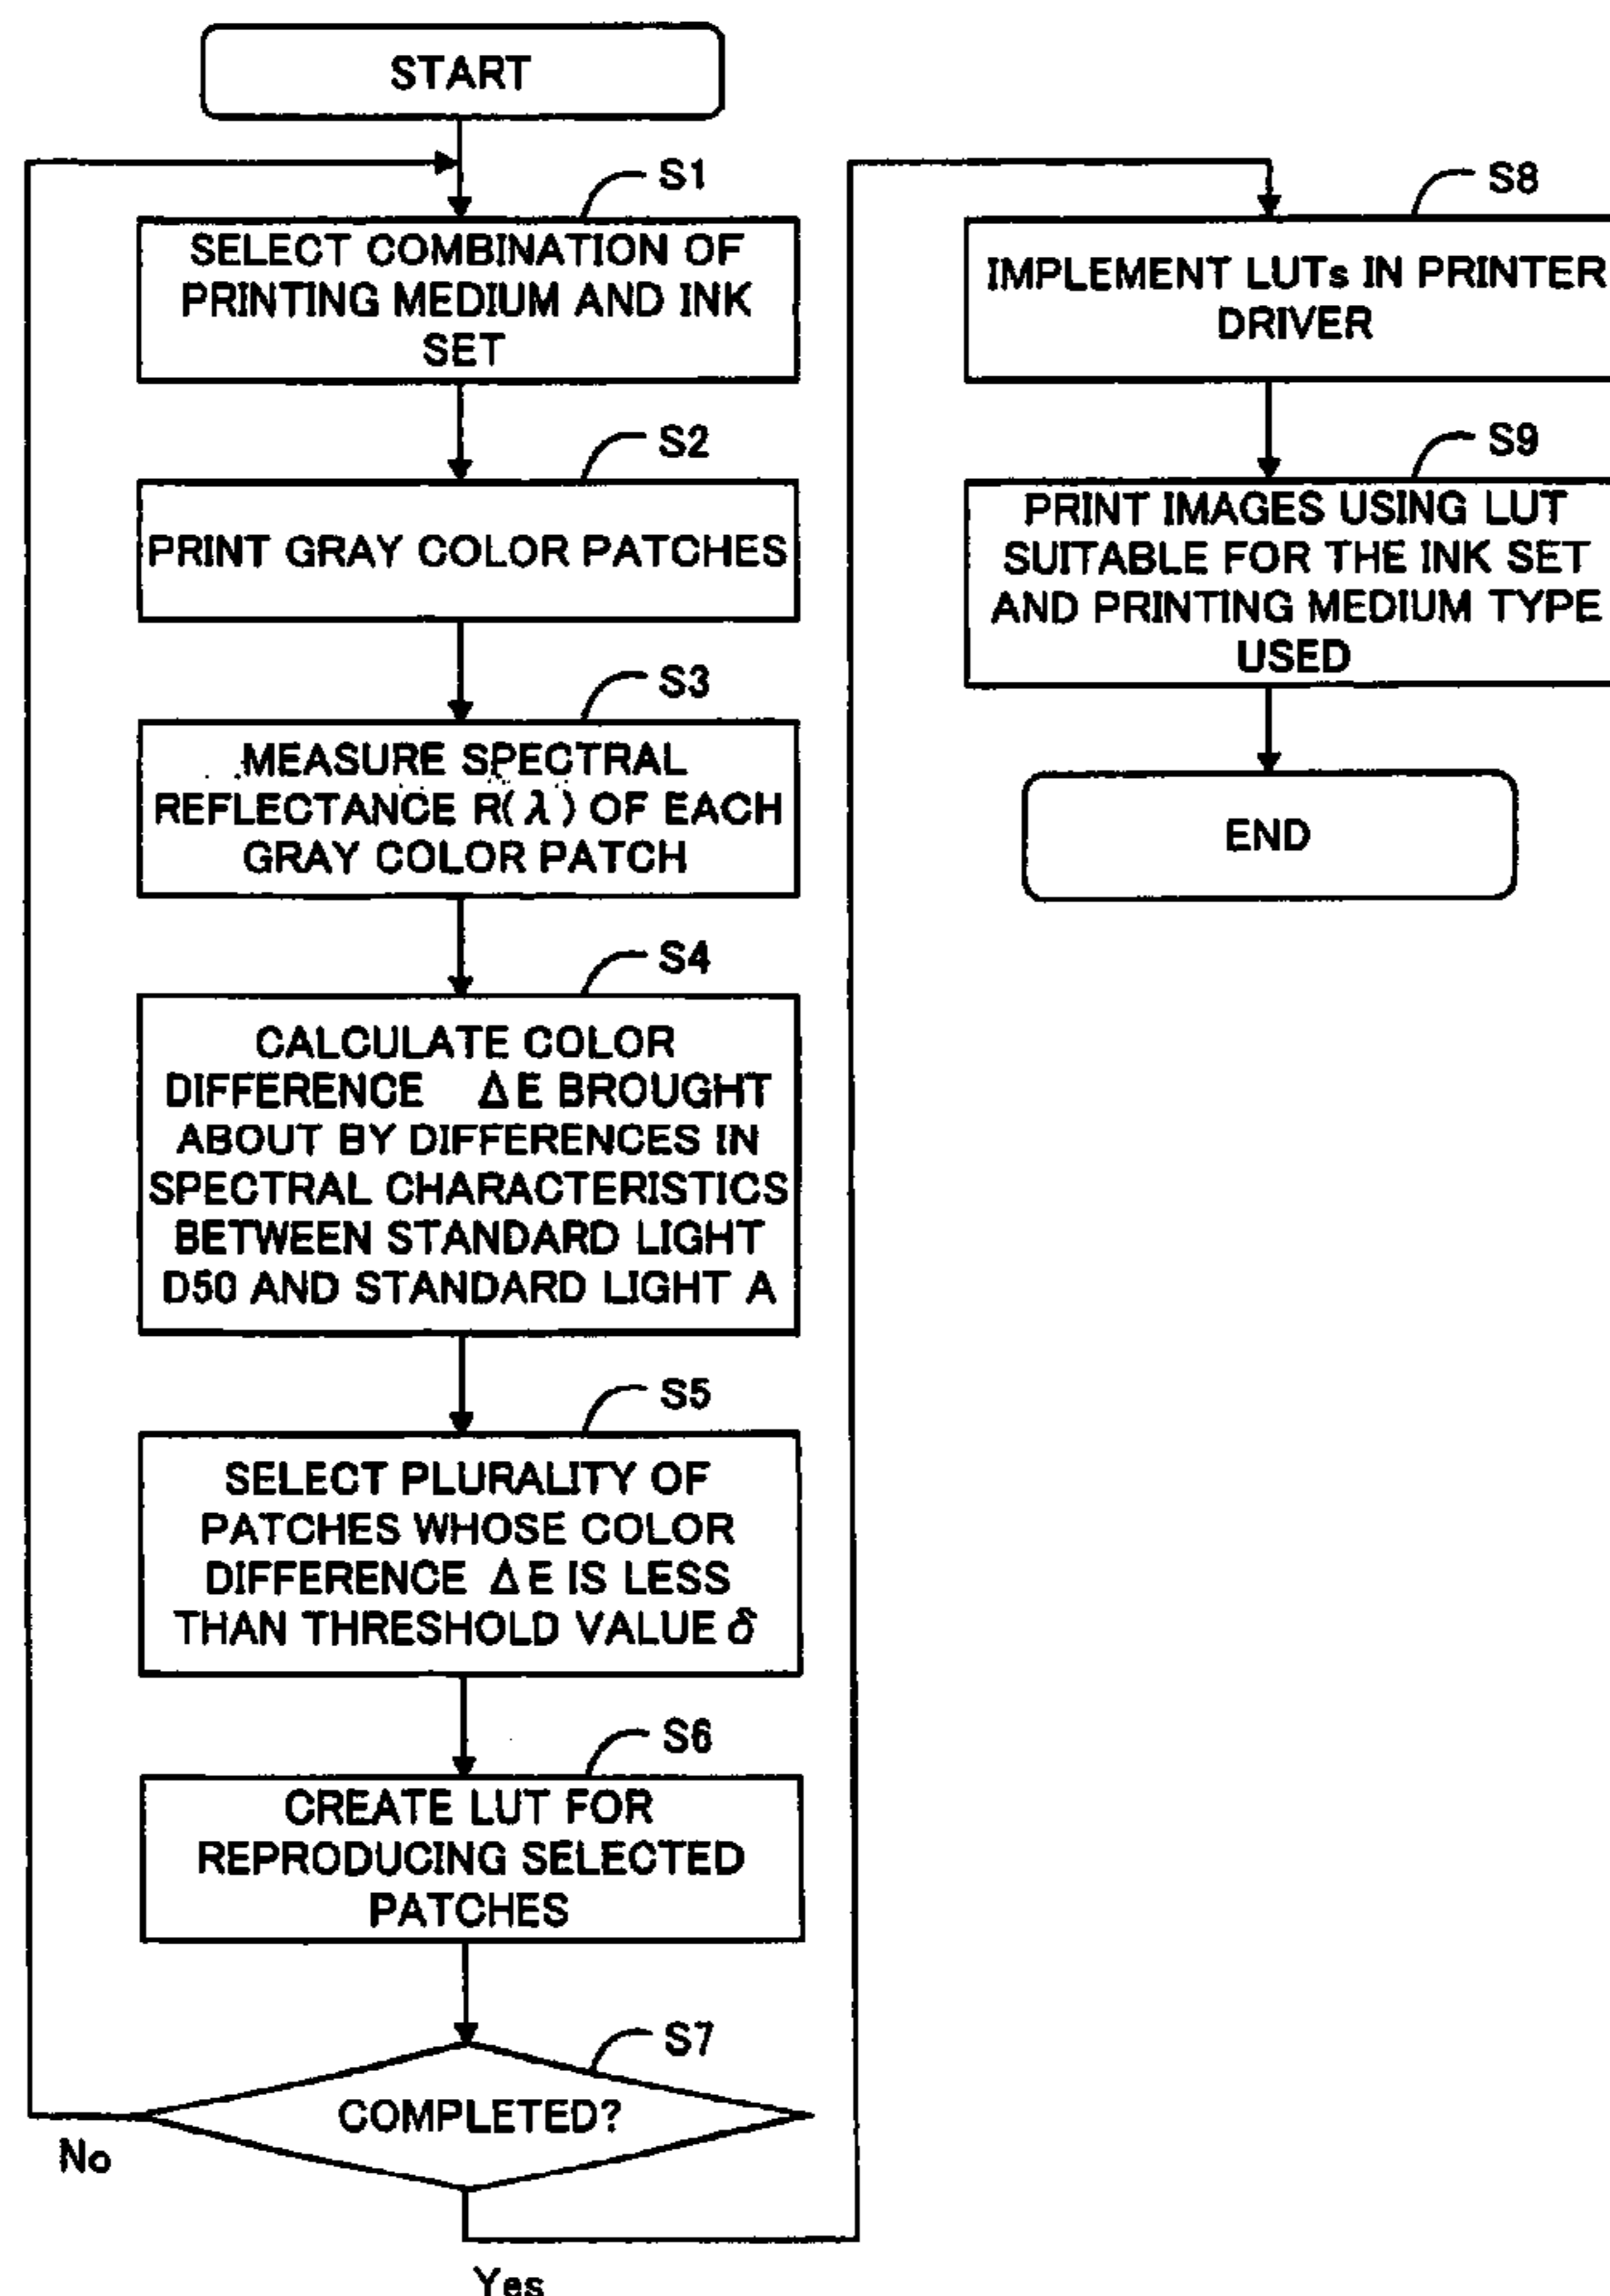 START
S1
SELECT COMBINATION OF
PRINTING MEDIUM AND INK
SET
S2
PRINT GRAY COLOR PATCHES
S3
MEASURE SPECTRAL
REFLECTANCE R(λ) OF EACH
GRAY COLOR PATCH
S4
CALCULATE COLOR
DIFFERENCE ΔE BROUGHT
ABOUT BY DIFFERENCES IN
SPECTRAL CHARACTERISTICS
BETWEEN STANDARD LIGHT
D50 AND STANDARD LIGHT A
S5
SELECT PLURALITY OF
PATCHES WHOSE COLOR
DIFFERENCE ΔE IS LESS
THAN THRESHOLD VALUE δ
S6
CREATE LUT FOR
REPRODUCING SELECTED
PATCHES
S7
COMPLETED?
No
Yes
S8
IMPLEMENT LUTs IN PRINTER
DRIVER
S9
PRINT IMAGES USING LUT
SUITABLE FOR THE INK SET
AND PRINTING MEDIUM TYPE
USED
END